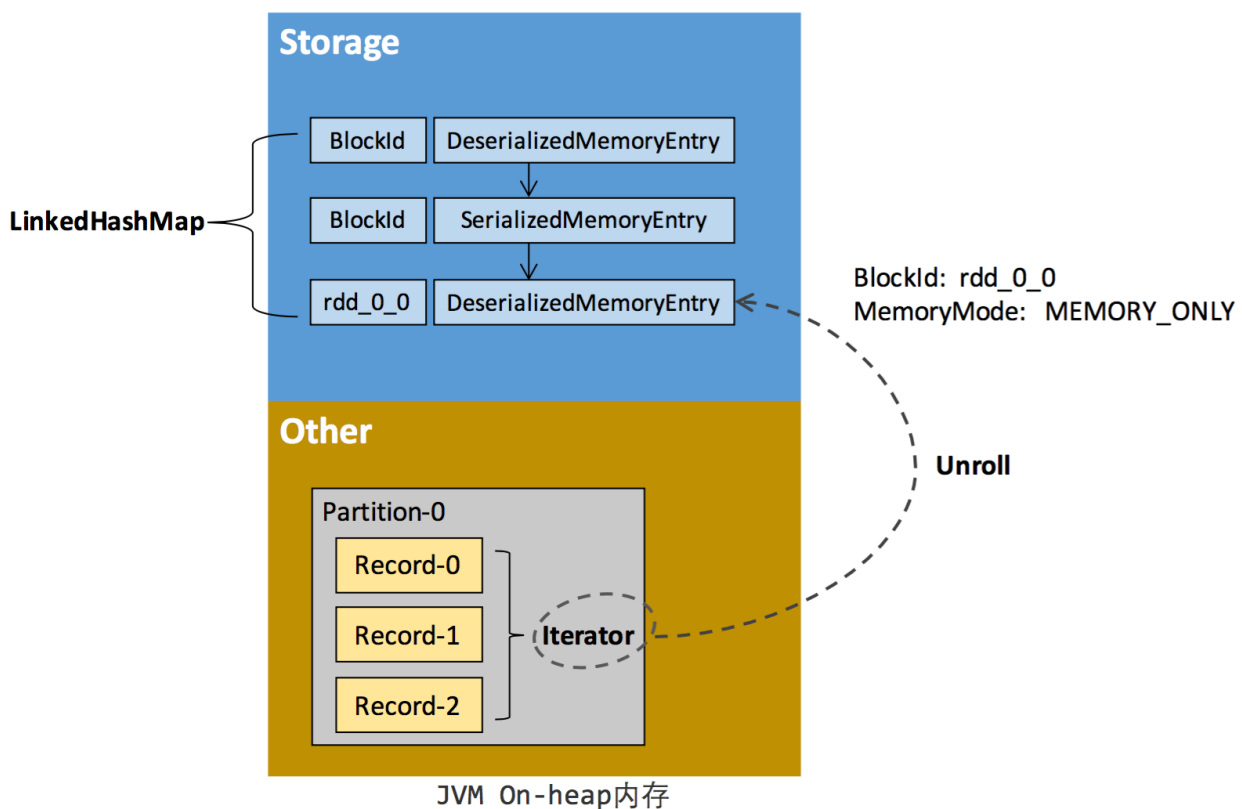 Storage
BlockId
DeserializedMemoryEntry
LinkedHashMap
BlockId
SerializedMemoryEntry
rdd_0_0
DeserializedMemoryEntry
BlockId: rdd_0_0
MemoryMode: MEMORY_ONLY
Other
Unroll
Partition-0
Record-0
Record-1
Iterator
Record-2
JVM On-heap内存